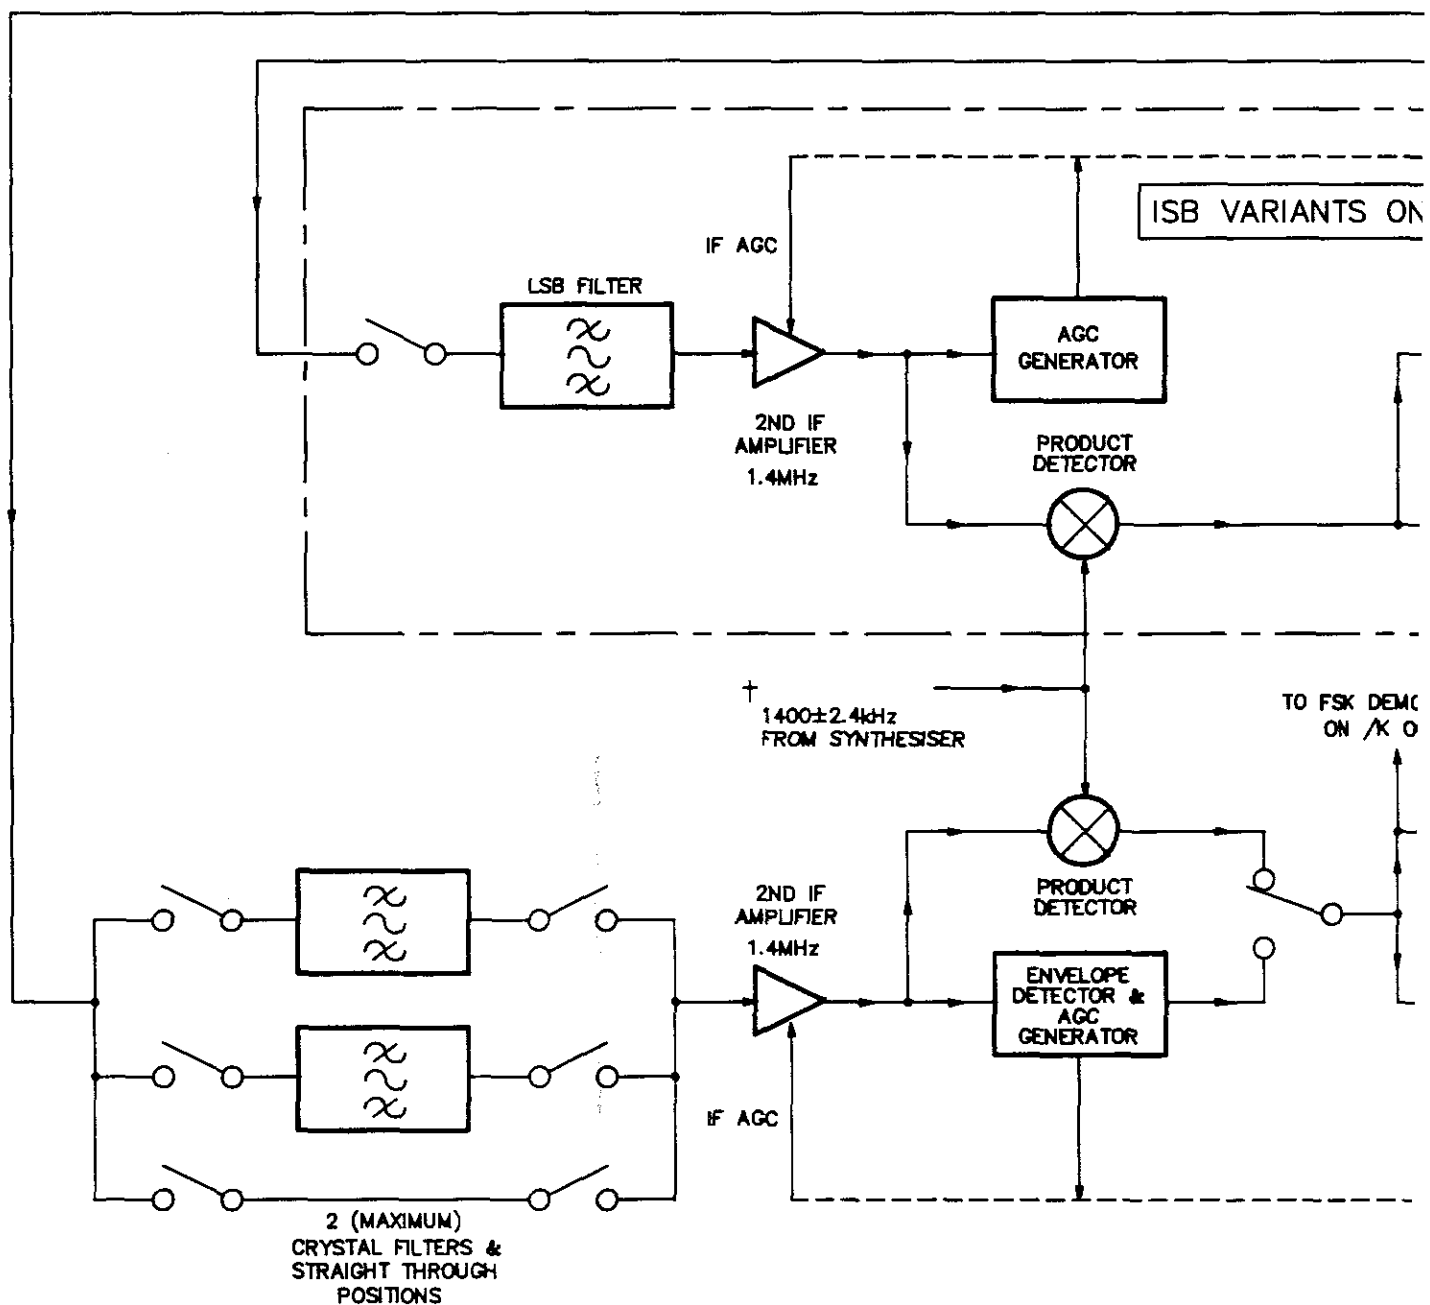 ISB VARIANTS ON
IF AGC
LSB FILTER
AGC
GENERATOR
2ND IF
AMPLIFIER
1.4MHz
PRODUCT
DETECTOR
+
1400±2.4kHz
FROM SYNTHESISER
TO FSK DEMO
ON /K O
2ND IF
AMPLIFIER
1.4MHz
PRODUCT
DETECTOR
ENVELOPE
DETECTOR &
AGC
GENERATOR
IF AGC
2 (MAXIMUM)
CRYSTAL FILTERS &
STRAIGHT THROUGH
POSITIONS